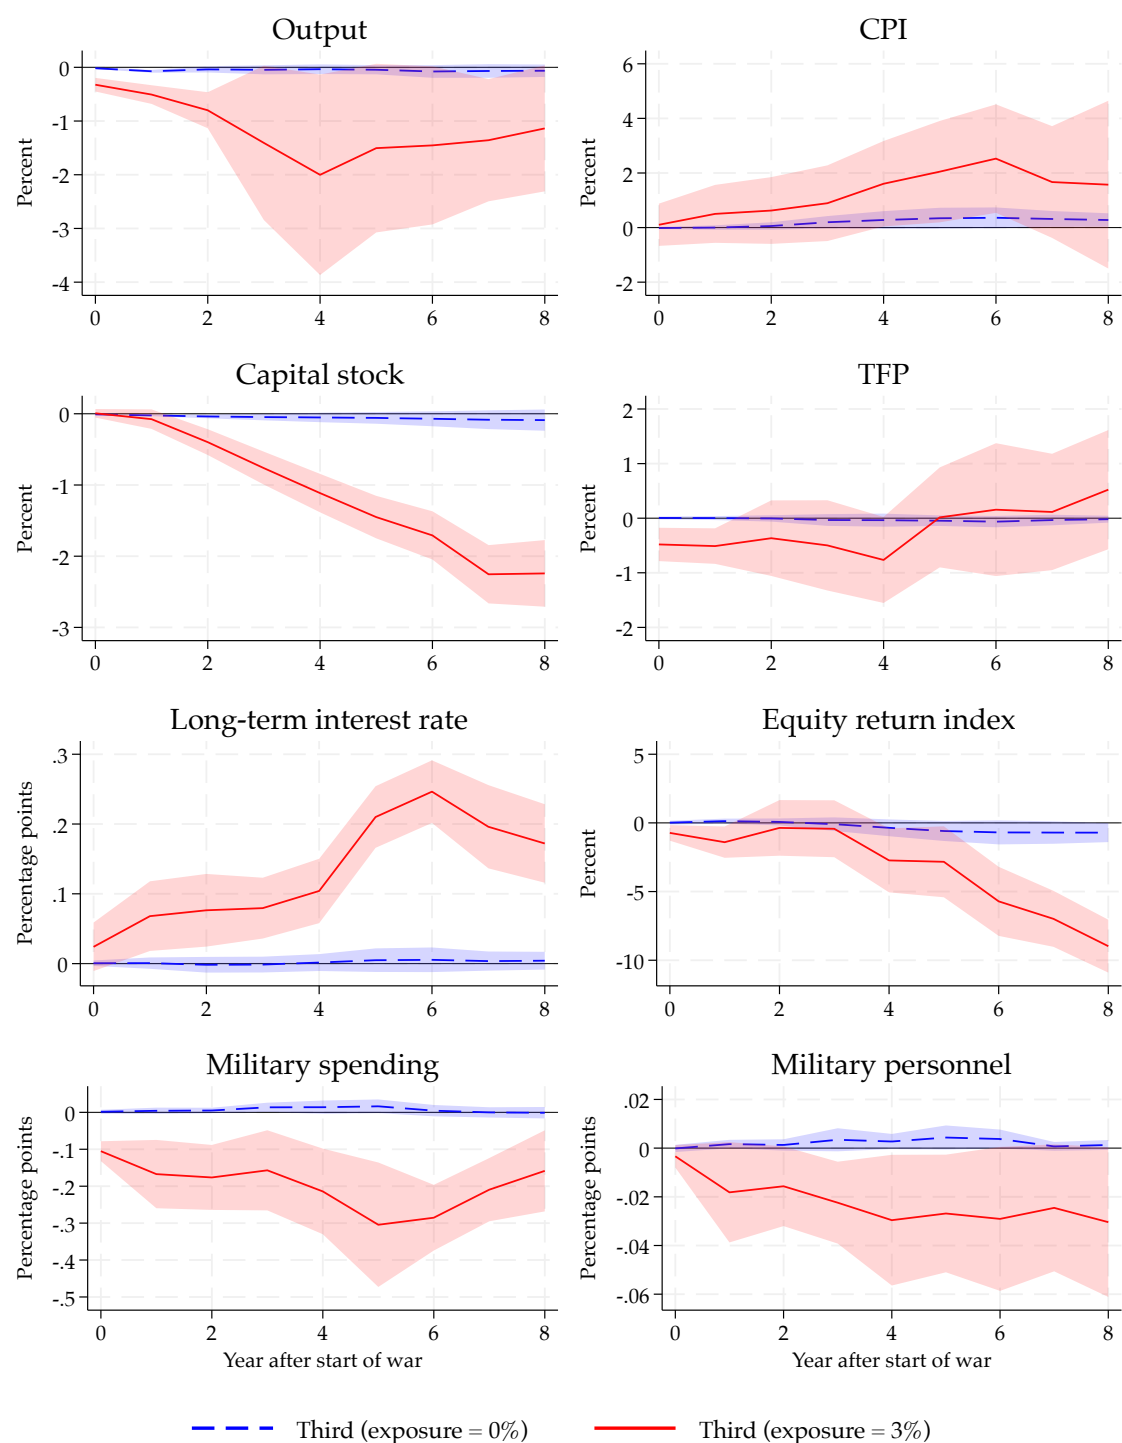 Output
Percent
0
-1
-2
-3
-4
0 2 4 6 8
CPI
Percent
6
4
2
0
-2
0 2 4 6 8
Capital stock
Percent
0
-1
-2
-3
0 2 4 6 8
TFP
Percent
2
1
0
-1
-2
0 2 4 6 8
Long-term interest rate
Percentage points
.3
.2
.1
0
0 2 4 6 8
Equity return index
Percent
5
0
-5
-10
0 2 4 6 8
Military spending
Percentage points
0
-.1
-.2
-.3
-.4
-.5
0 2 4 6 8
Year after start of war
Military personnel
Percentage points
.02
0
-.02
-.04
-.06
0 2 4 6 8
Year after start of war
Third (exposure = 0%)
Third (exposure = 3%)